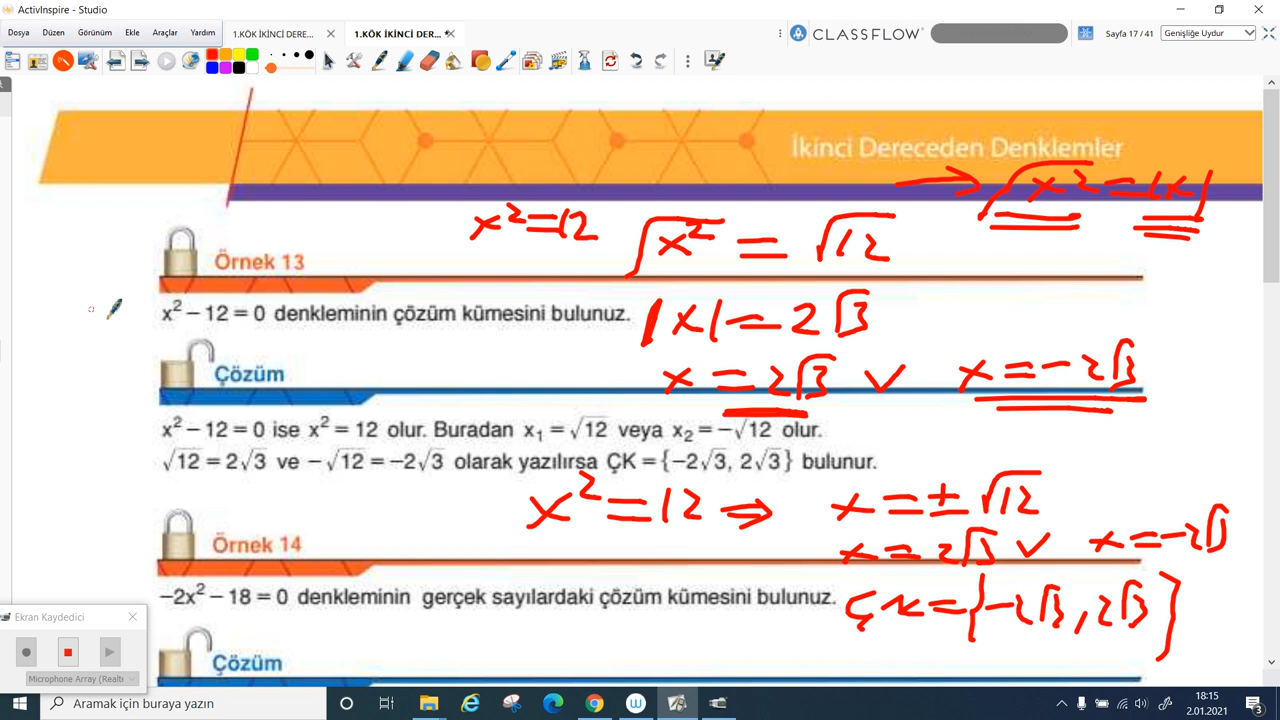 ActivInspire - Studio
Dosya Düzen Görünüm Ekle Araçlar Yardım
1.KÖK İKİNCİ DERE...
1.KÖK İKİNCİ DER...
CLASSFLOW
Sayfa 17 / 41
Genişliğe Uydur
İkinci Dereceden Denklemler
→ √x² = |x|
x² = 12
√x² = √12
Örnek 13
x² − 12 = 0 denkleminin çözüm kümesini bulunuz.
|x| = 2√3
Çözüm
x = 2√3 ∨ x = −2√3
x² − 12 = 0 ise x² = 12 olur. Buradan x₁ = √12 veya x₂ = −√12 olur.
√12 = 2√3 ve −√12 = −2√3 olarak yazılırsa ÇK = {−2√3, 2√3} bulunur.
x² = 12 ⇒ x = ± √12
Örnek 14
x = 2√3 ∨ x = −2√3
−2x² − 18 = 0 denkleminin gerçek sayılardaki çözüm kümesini bulunuz.
ÇK = {−2√3, 2√3}
Çözüm
Ekran Kaydedici
Microphone Array (Realte
Aramak için buraya yazın
18:15
2.01.2021
3